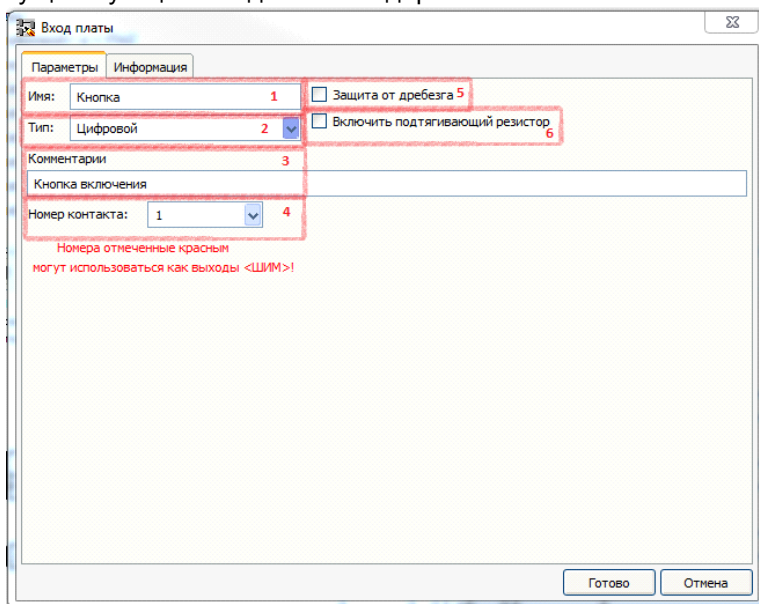 Вход платы
Параметры Информация
Имя: Кнопка 1 Защита от дребезга 5
Тип: Цифровой 2 Включить подтягивающий резистор
6
Комментарии 3
Кнопка включения
Номер контакта: 1 4
Номера отмеченные красным
могут использоваться как выходы <ШИМ>!
Готово Отмена